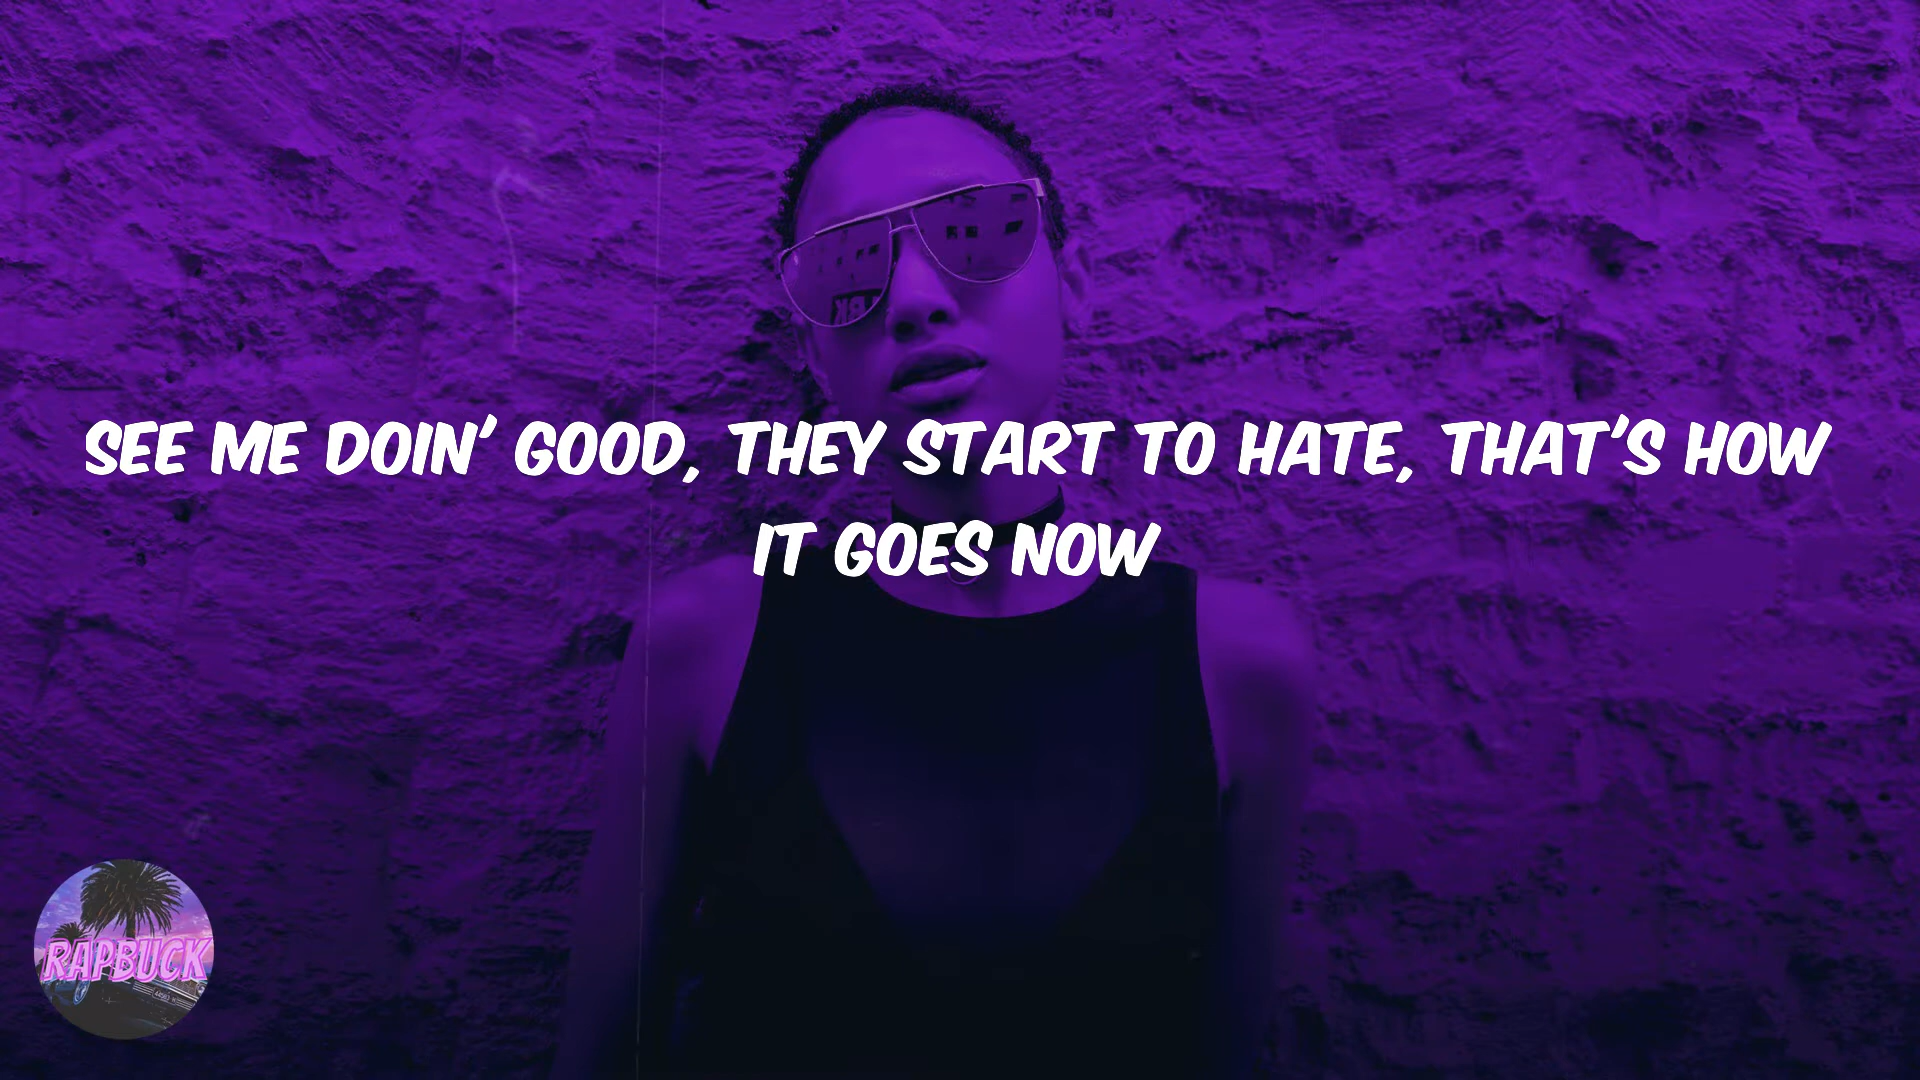 SEE ME DOIN' GOOD, THEY START TO HATE, THAT'S HOW
IT GOES NOW
RAPBUCK